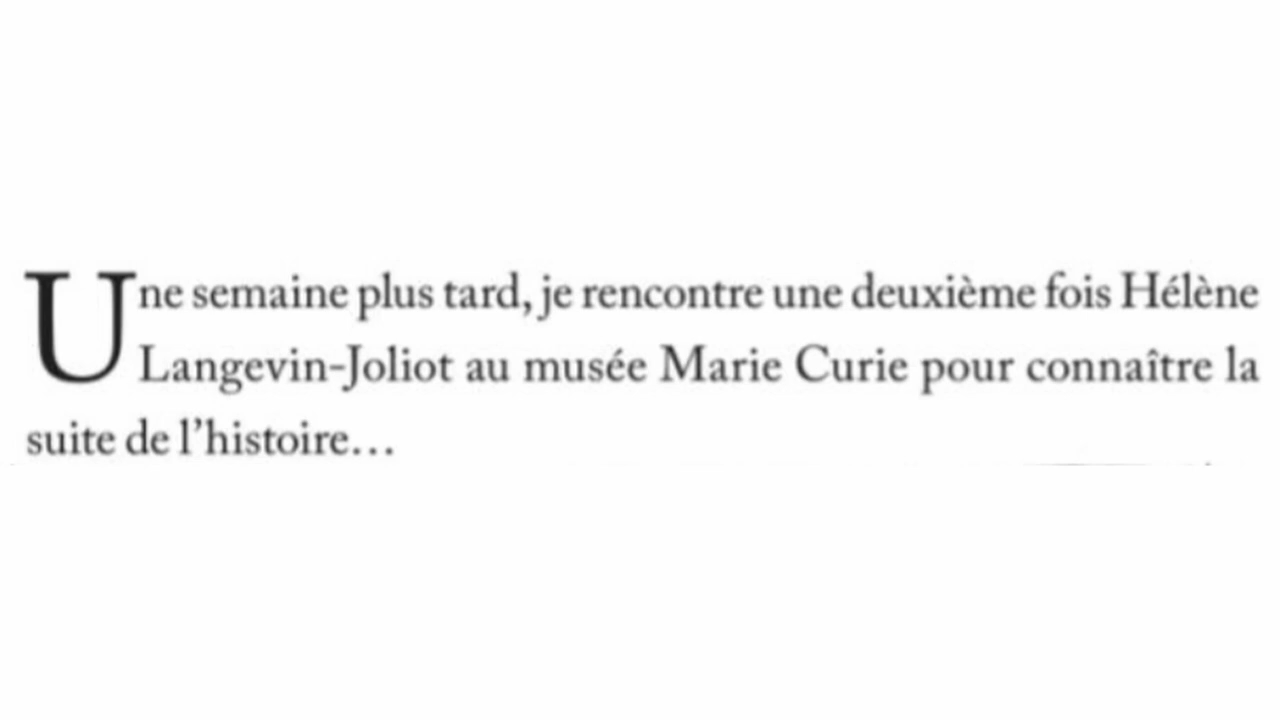 Une semaine plus tard, je rencontre une deuxième fois Hélène
Langevin-Joliot au musée Marie Curie pour connaître la
suite de l’histoire…